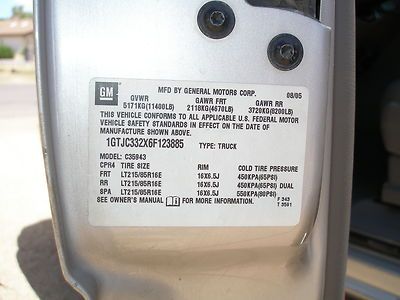 GM MFD BY GENERAL MOTORS CORP. 08/05
GVWR GAWR FRT GAWR RR
5171KG(11400LB) 2118KG(4670LB) 3720KG(8200LB)
THIS VEHICLE CONFORMS TO ALL APPLICABLE U.S. FEDERAL MOTOR
VEHICLE SAFETY STANDARDS IN EFFECT ON THE DATE OF
MANUFACTURE SHOWN ABOVE.
1GTJC332X6F123885 TYPE: TRUCK
MODEL: C35943
CPR4 TIRE SIZE RIM COLD TIRE PRESSURE
FRT LT215/85R16E 16X6.5J 450KPA(65PSI)
RR LT215/85R16E 16X6.5J 450KPA(65PSI) DUAL
SPA LT215/85R16E 16X6.5J 550KPA(80PSI)
SEE OWNER'S MANUAL FOR MORE INFORMATION. F 343
T 3501